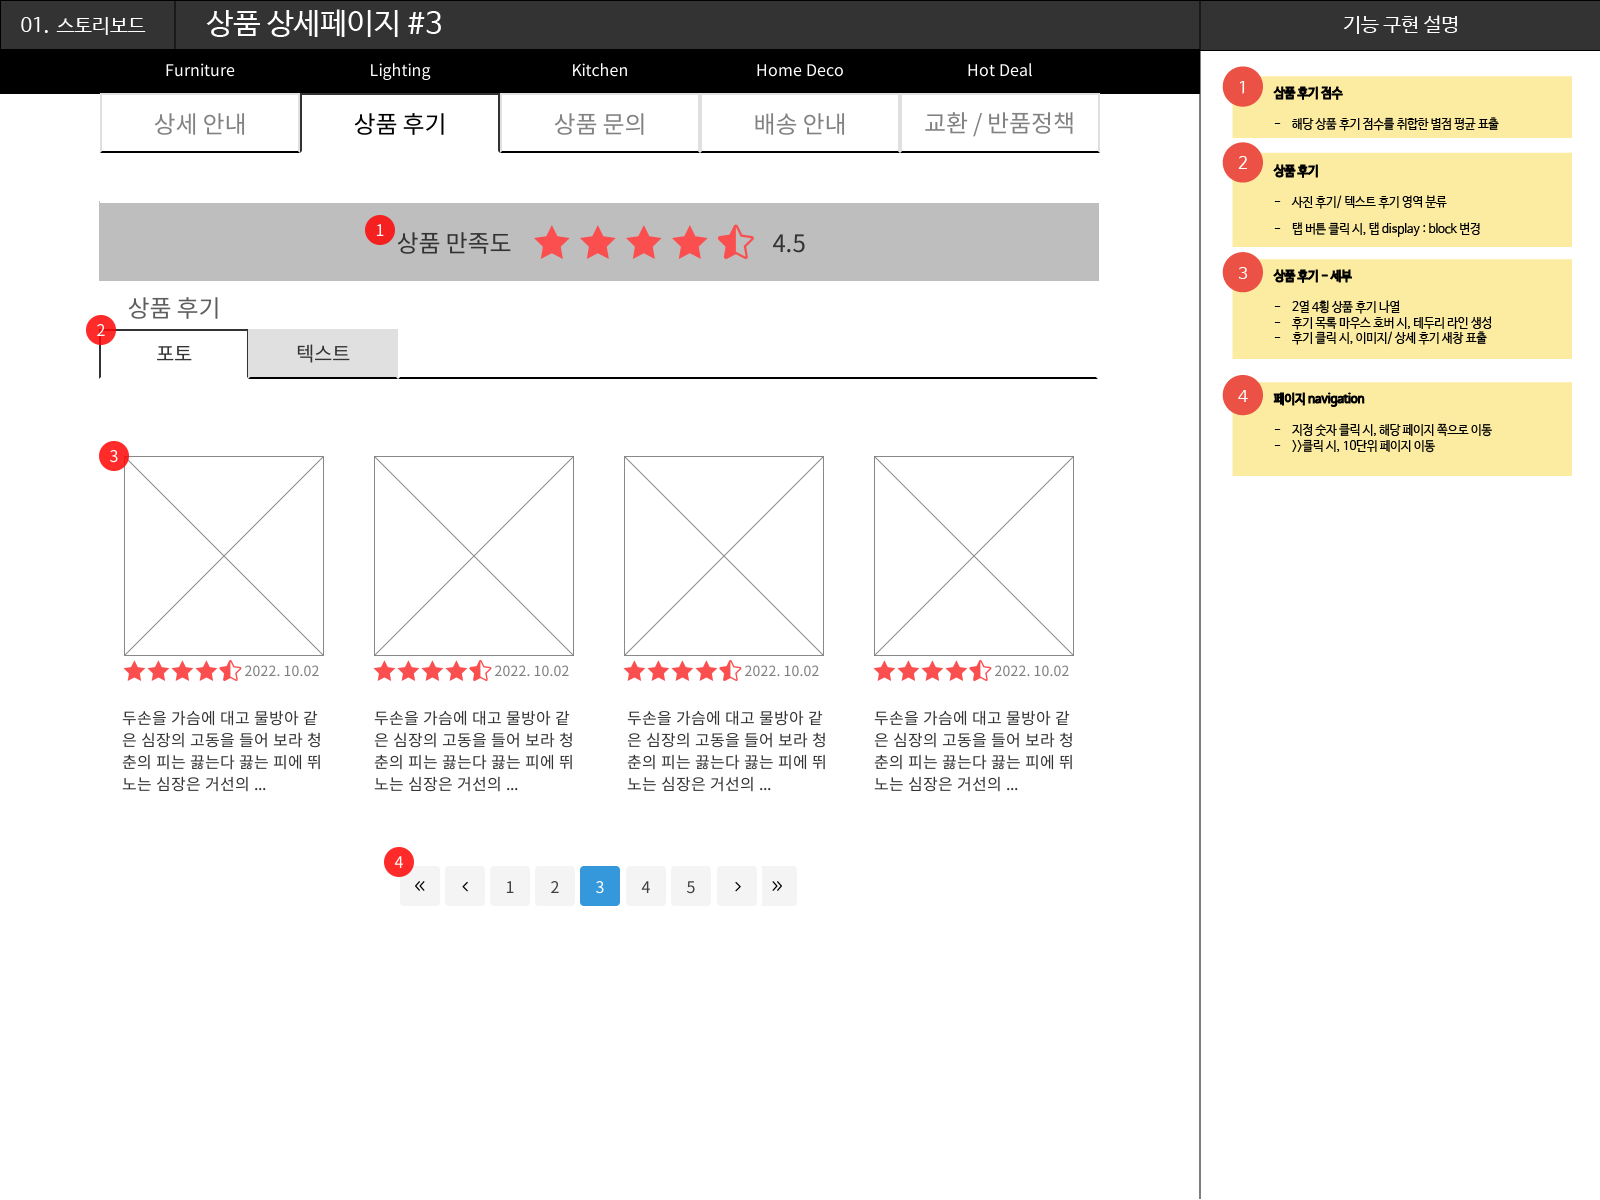 01. 스토리보드
상품 상세페이지 #3
기능 구현 설명
Furniture Lighting Kitchen Home Deco Hot Deal
상세 안내 상품 후기 상품 문의 배송 안내 교환 / 반품정책
1
상품 만족도 4.5
상품 후기
2
포토 텍스트
3
2022. 10.02
두손을 가슴에 대고 물방아 같
은 심장의 고동을 들어 보라 청
춘의 피는 끓는다 끓는 피에 뛰
노는 심장은 거선의 ...
2022. 10.02
두손을 가슴에 대고 물방아 같
은 심장의 고동을 들어 보라 청
춘의 피는 끓는다 끓는 피에 뛰
노는 심장은 거선의 ...
2022. 10.02
두손을 가슴에 대고 물방아 같
은 심장의 고동을 들어 보라 청
춘의 피는 끓는다 끓는 피에 뛰
노는 심장은 거선의 ...
2022. 10.02
두손을 가슴에 대고 물방아 같
은 심장의 고동을 들어 보라 청
춘의 피는 끓는다 끓는 피에 뛰
노는 심장은 거선의 ...
4
« ‹ 1 2 3 4 5 › »
1
상품 후기 점수
- 해당 상품 후기 점수를 취합한 별점 평균 표출
2
상품 후기
- 사진 후기/ 텍스트 후기 영역 분류
- 탭 버튼 클릭 시, 탭 display : block 변경
3
상품 후기 - 세부
- 2열 4횡 상품 후기 나열
- 후기 목록 마우스 호버 시, 테두리 라인 생성
- 후기 클릭 시, 이미지/ 상세 후기 새창 표출
4
페이지 navigation
- 지정 숫자 클릭 시, 해당 페이지 쪽으로 이동
- >>클릭 시, 10단위 페이지 이동